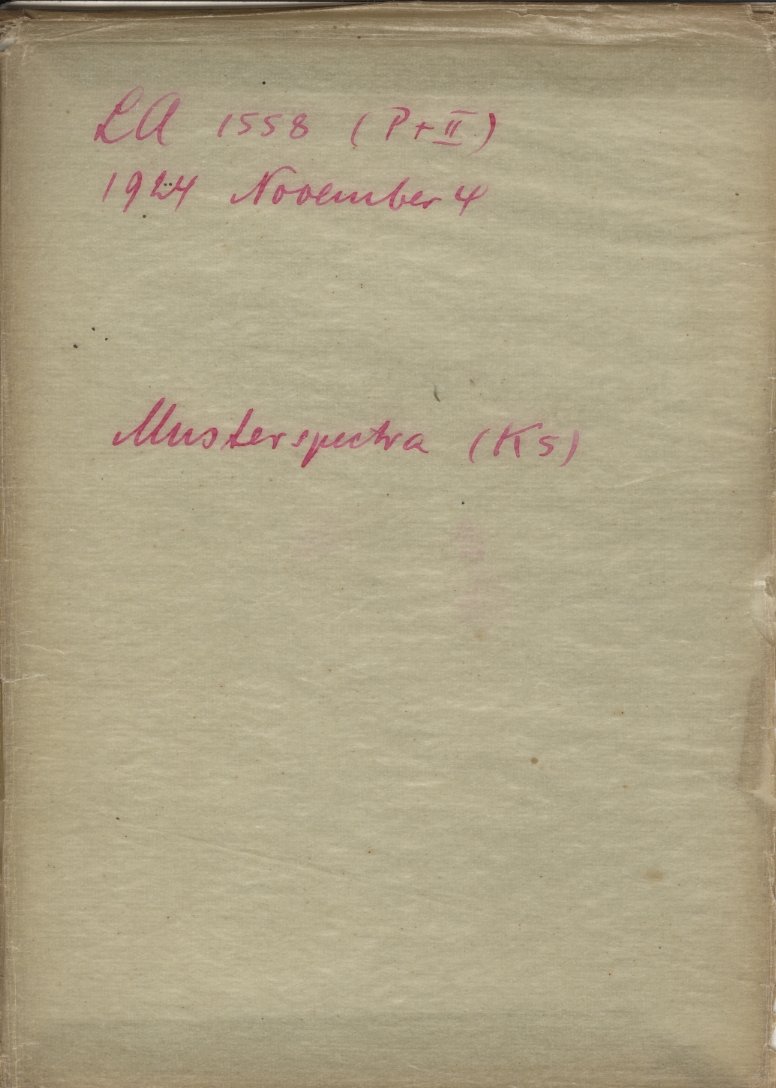 LA 1558 (P+II)
1924 November 4
Musterspectra (K5)